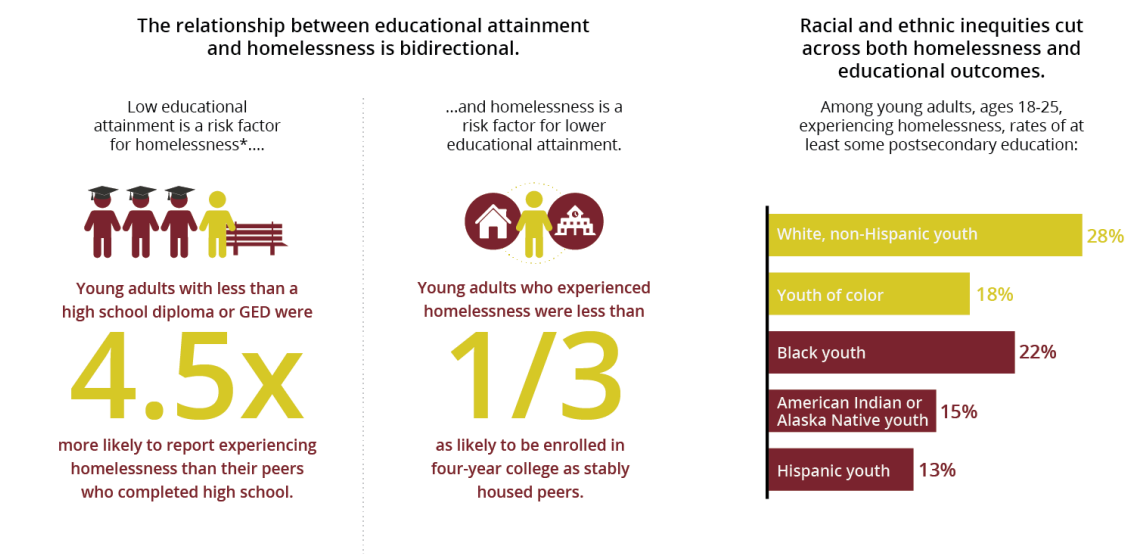 The relationship between educational attainment
and homelessness is bidirectional.
Low educational
attainment is a risk factor
for homelessness*....
Young adults with less than a
high school diploma or GED were
4.5x
more likely to report experiencing
homelessness than their peers
who completed high school.
...and homelessness is a
risk factor for lower
educational attainment.
Young adults who experienced
homelessness were less than
1/3
as likely to be enrolled in
four-year college as stably
housed peers.
Racial and ethnic inequities cut
across both homelessness and
educational outcomes.
Among young adults, ages 18-25,
experiencing homelessness, rates of at
least some postsecondary education:
White, non-Hispanic youth 28%
Youth of color 18%
Black youth 22%
American Indian or
Alaska Native youth 15%
Hispanic youth 13%